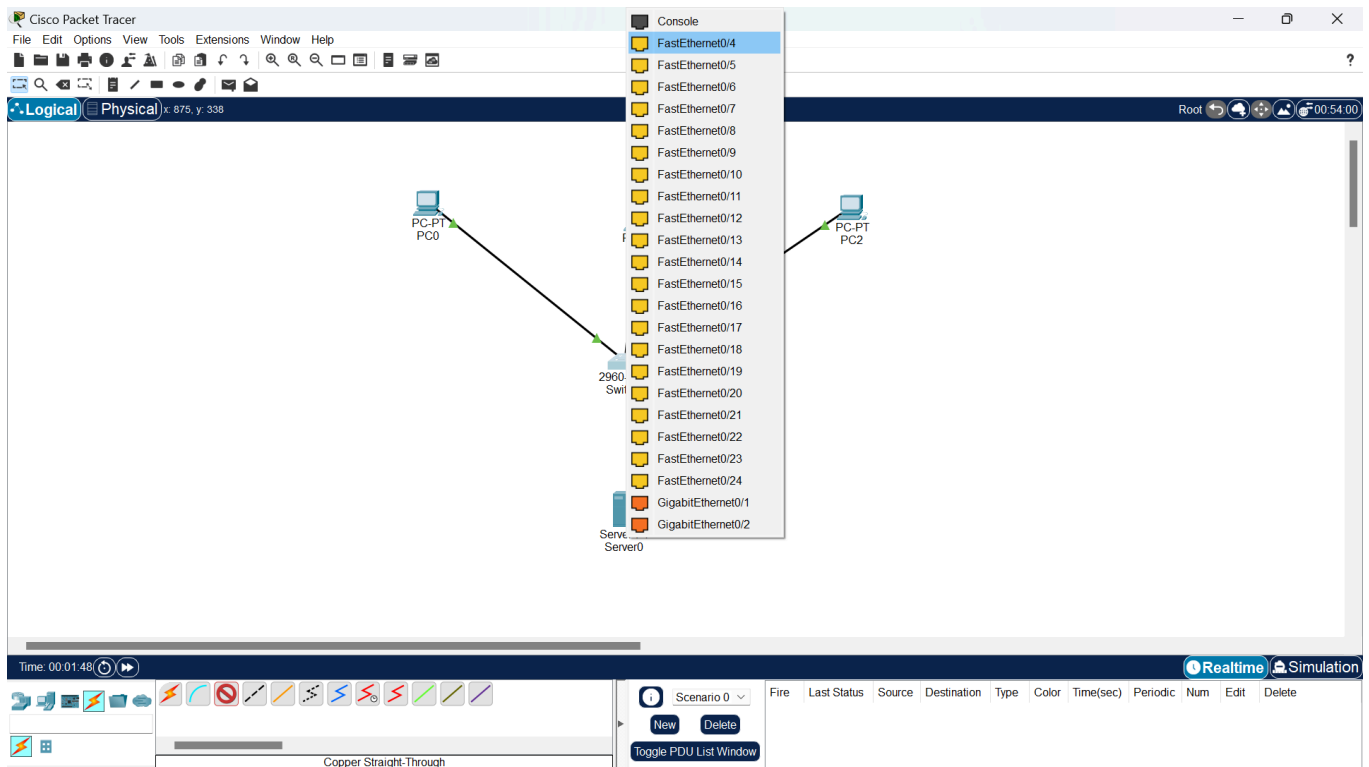 Cisco Packet Tracer
File Edit Options View Tools Extensions Window Help
?
Logical Physical x: 875, y: 338
Root 00:54:00
Console
FastEthernet0/4
FastEthernet0/5
FastEthernet0/6
FastEthernet0/7
FastEthernet0/8
FastEthernet0/9
FastEthernet0/10
FastEthernet0/11
FastEthernet0/12
FastEthernet0/13
FastEthernet0/14
FastEthernet0/15
FastEthernet0/16
FastEthernet0/17
FastEthernet0/18
FastEthernet0/19
FastEthernet0/20
FastEthernet0/21
FastEthernet0/22
FastEthernet0/23
FastEthernet0/24
GigabitEthernet0/1
GigabitEthernet0/2
PC-PT
PC0
PC-PT
PC2
2960-
Swit
Serve
Server0
Time: 00:01:48
Realtime Simulation
Scenario 0
New Delete
Toggle PDU List Window
Fire Last Status Source Destination Type Color Time(sec) Periodic Num Edit Delete
Copper Straight-Through